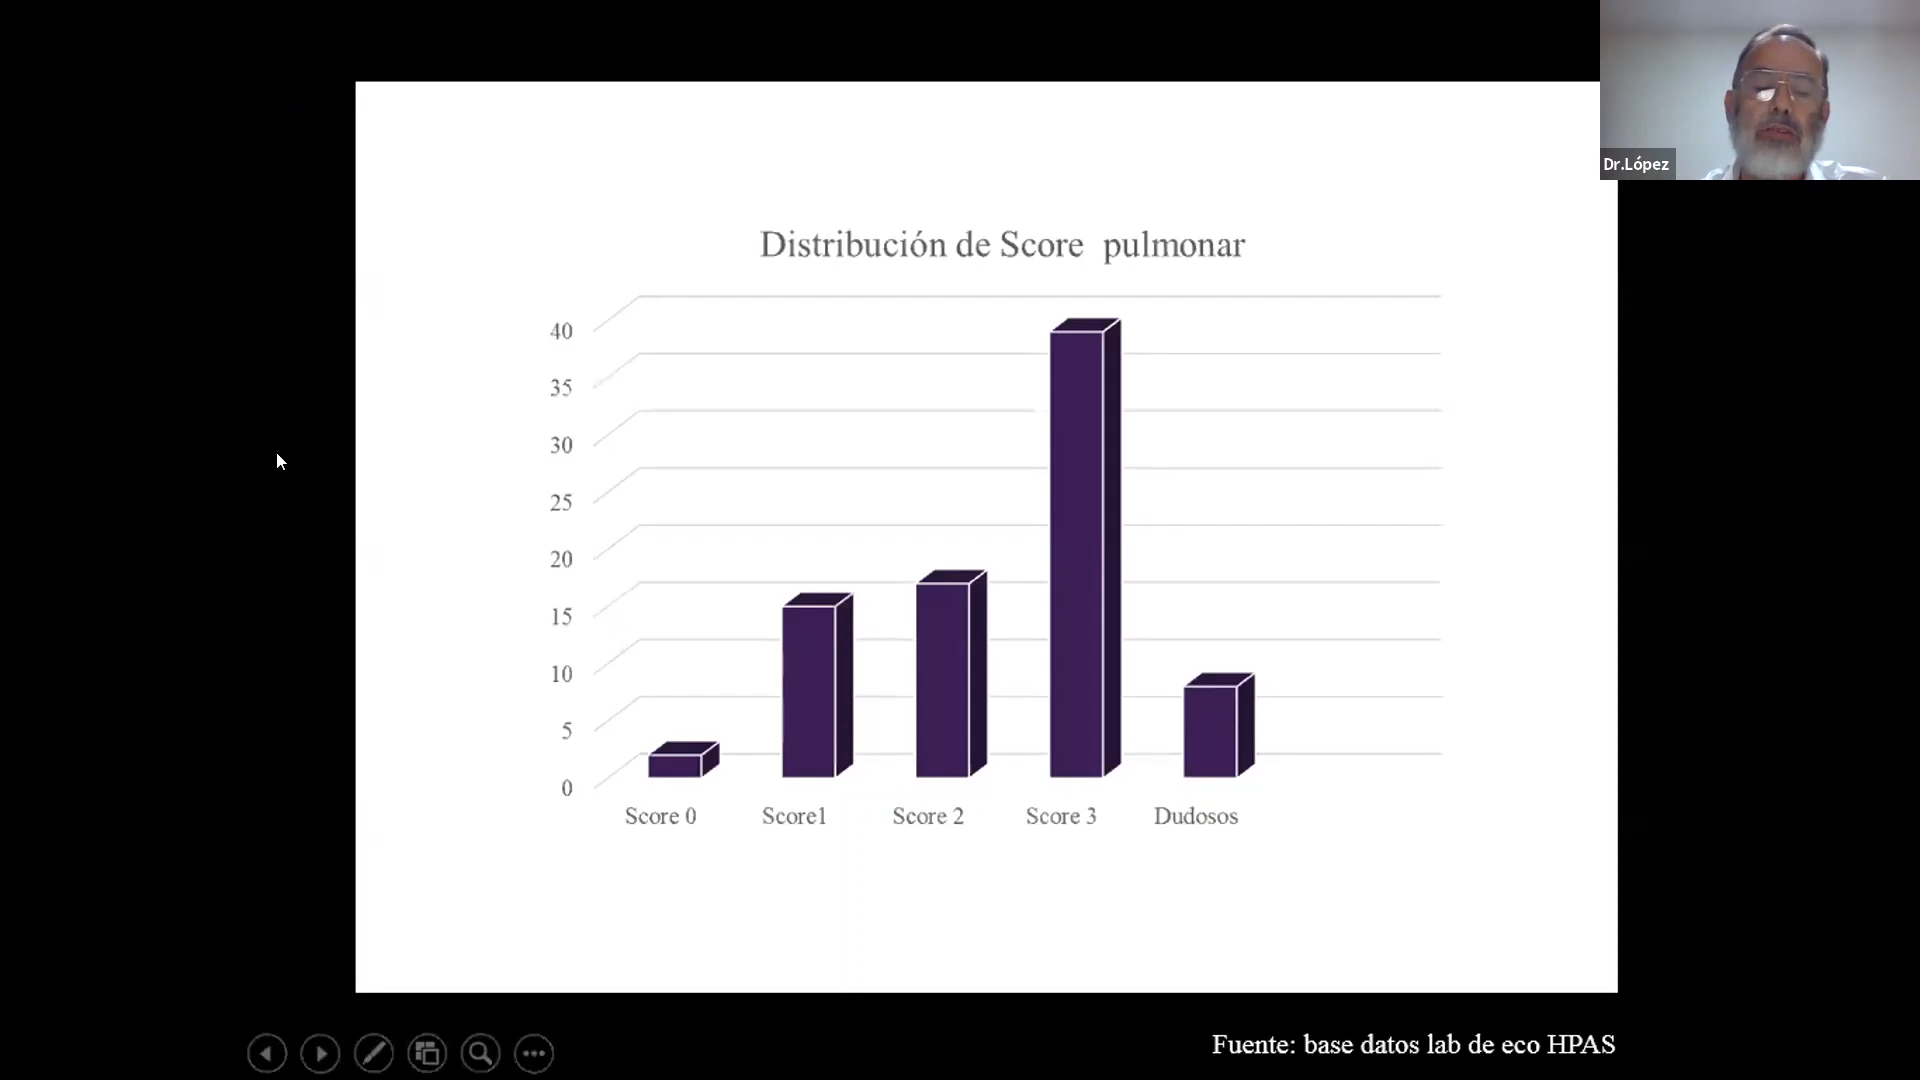 Dr.López
Distribución de Score pulmonar
40
35
30
25
20
15
10
5
0
Score 0 Score1 Score 2 Score 3 Dudosos
Fuente: base datos lab de eco HPAS